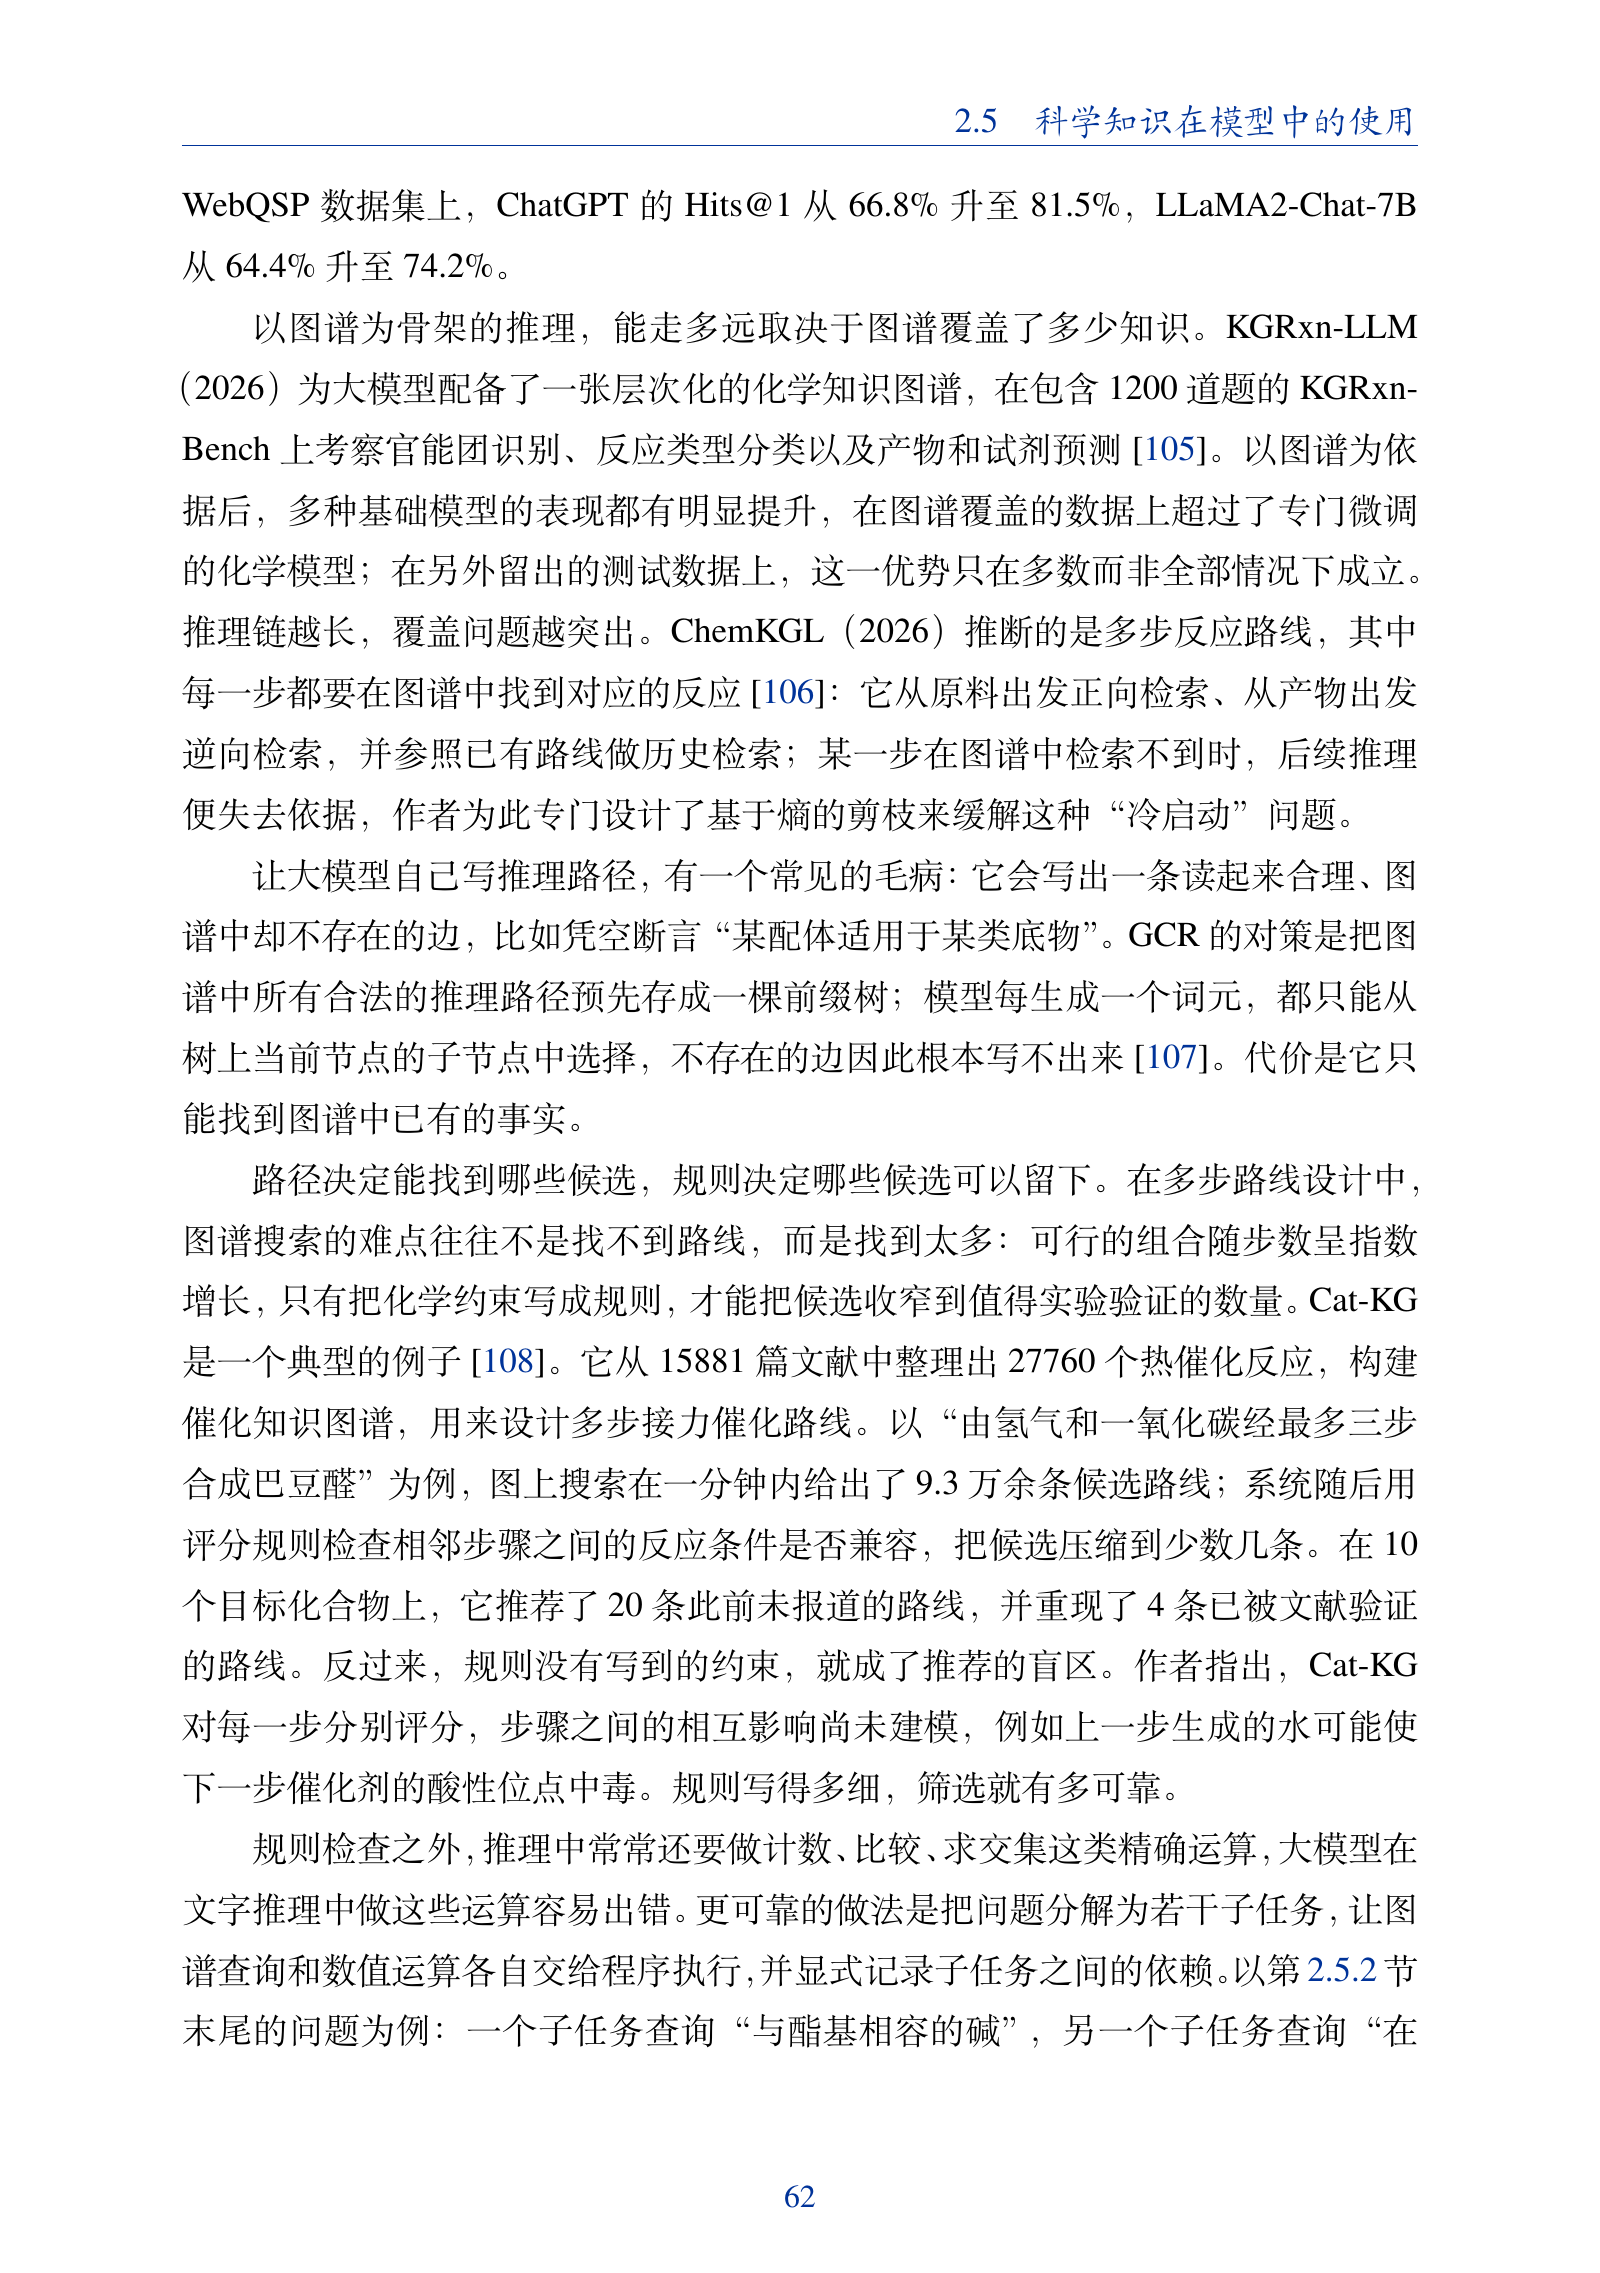 2.5 科学知识在模型中的使用
WebQSP 数据集上，ChatGPT 的 Hits@1 从 66.8% 升至 81.5%，LLaMA2-Chat-7B
从 64.4% 升至 74.2%。
以图谱为骨架的推理，能走多远取决于图谱覆盖了多少知识。KGRxn-LLM
（2026）为大模型配备了一张层次化的化学知识图谱，在包含 1200 道题的 KGRxn-
Bench 上考察官能团识别、反应类型分类以及产物和试剂预测 [105]。以图谱为依
据后，多种基础模型的表现都有明显提升，在图谱覆盖的数据上超过了专门微调
的化学模型；在另外留出的测试数据上，这一优势只在多数而非全部情况下成立。
推理链越长，覆盖问题越突出。ChemKGL（2026）推断的是多步反应路线，其中
每一步都要在图谱中找到对应的反应 [106]：它从原料出发正向检索、从产物出发
逆向检索，并参照已有路线做历史检索；某一步在图谱中检索不到时，后续推理
便失去依据，作者为此专门设计了基于熵的剪枝来缓解这种“冷启动”问题。
让大模型自己写推理路径，有一个常见的毛病：它会写出一条读起来合理、图
谱中却不存在的边，比如凭空断言“某配体适用于某类底物”。GCR 的对策是把图
谱中所有合法的推理路径预先存成一棵前缀树；模型每生成一个词元，都只能从
树上当前节点的子节点中选择，不存在的边因此根本写不出来 [107]。代价是它只
能找到图谱中已有的事实。
路径决定能找到哪些候选，规则决定哪些候选可以留下。在多步路线设计中，
图谱搜索的难点往往不是找不到路线，而是找到太多：可行的组合随步数呈指数
增长，只有把化学约束写成规则，才能把候选收窄到值得实验验证的数量。Cat-KG
是一个典型的例子 [108]。它从 15881 篇文献中整理出 27760 个热催化反应，构建
催化知识图谱，用来设计多步接力催化路线。以“由氢气和一氧化碳经最多三步
合成巴豆醛”为例，图上搜索在一分钟内给出了 9.3 万余条候选路线；系统随后用
评分规则检查相邻步骤之间的反应条件是否兼容，把候选压缩到少数几条。在 10
个目标化合物上，它推荐了 20 条此前未报道的路线，并重现了 4 条已被文献验证
的路线。反过来，规则没有写到的约束，就成了推荐的盲区。作者指出，Cat-KG
对每一步分别评分，步骤之间的相互影响尚未建模，例如上一步生成的水可能使
下一步催化剂的酸性位点中毒。规则写得多细，筛选就有多可靠。
规则检查之外，推理中常常还要做计数、比较、求交集这类精确运算，大模型在
文字推理中做这些运算容易出错。更可靠的做法是把问题分解为若干子任务，让图
谱查询和数值运算各自交给程序执行，并显式记录子任务之间的依赖。以第 2.5.2 节
末尾的问题为例：一个子任务查询“与酯基相容的碱”，另一个子任务查询“在
62